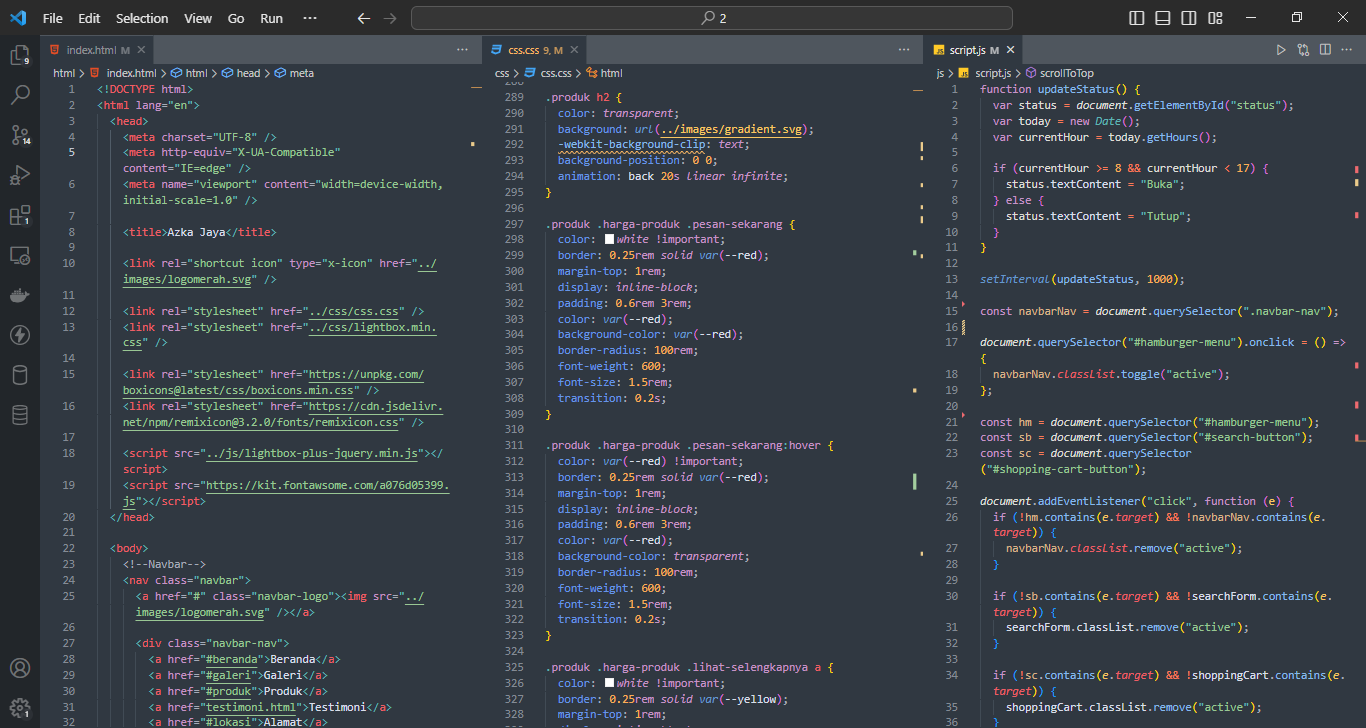 File Edit Selection View Go Run ··· 2
index.html M
css.css 9, M
script.js M
html > index.html > html > head > meta
css > css.css > html
js > script.js > scrollToTop
9
14
1
1
1 <!DOCTYPE html>
2 <html lang="en">
3 <head>
4 <meta charset="UTF-8" />
5 <meta http-equiv="X-UA-Compatible"
content="IE=edge" />
6 <meta name="viewport" content="width=device-width,
initial-scale=1.0" />
7
8 <title>Azka Jaya</title>
9
10 <link rel="shortcut icon" type="x-icon" href="../
images/logomerah.svg" />
11
12 <link rel="stylesheet" href="../css/css.css" />
13 <link rel="stylesheet" href="../css/lightbox.min.
css" />
14
15 <link rel="stylesheet" href="https://unpkg.com/
boxicons@latest/css/boxicons.min.css" />
16 <link rel="stylesheet" href="https://cdn.jsdelivr.
net/npm/remixicon@3.2.0/fonts/remixicon.css" />
17
18 <script src="../js/lightbox-plus-jquery.min.js"></
script>
19 <script src="https://kit.fontawsome.com/a076d05399.
js"></script>
20 </head>
21
22 <body>
23 <!--Navbar-->
24 <nav class="navbar">
25 <a href="#" class="navbar-logo"><img src="../
images/logomerah.svg" /></a>
26
27 <div class="navbar-nav">
28 <a href="#beranda">Beranda</a>
29 <a href="#galeri">Galeri</a>
30 <a href="#produk">Produk</a>
31 <a href="testimoni.html">Testimoni</a>
32 <a href="#lokasi">Alamat</a>
289 .produk h2 {
290 color: transparent;
291 background: url(../images/gradient.svg);
292 -webkit-background-clip: text;
293 background-position: 0 0;
294 animation: back 20s linear infinite;
295 }
296
297 .produk .harga-produk .pesan-sekarang {
298 color: white !important;
299 border: 0.25rem solid var(--red);
300 margin-top: 1rem;
301 display: inline-block;
302 padding: 0.6rem 3rem;
303 color: var(--red);
304 background-color: var(--red);
305 border-radius: 100rem;
306 font-weight: 600;
307 font-size: 1.5rem;
308 transition: 0.2s;
309 }
310
311 .produk .harga-produk .pesan-sekarang:hover {
312 color: var(--red) !important;
313 border: 0.25rem solid var(--red);
314 margin-top: 1rem;
315 display: inline-block;
316 padding: 0.6rem 3rem;
317 color: var(--red);
318 background-color: transparent;
319 border-radius: 100rem;
320 font-weight: 600;
321 font-size: 1.5rem;
322 transition: 0.2s;
323 }
324
325 .produk .harga-produk .lihat-selengkapnya a {
326 color: white !important;
327 border: 0.25rem solid var(--yellow);
328 margin-top: 1rem;
1 function updateStatus() {
2 var status = document.getElementById("status");
3 var today = new Date();
4 var currentHour = today.getHours();
5
6 if (currentHour >= 8 && currentHour < 17) {
7 status.textContent = "Buka";
8 } else {
9 status.textContent = "Tutup";
10 }
11 }
12
13 setInterval(updateStatus, 1000);
14
15 const navbarNav = document.querySelector(".navbar-nav");
16
17 document.querySelector("#hamburger-menu").onclick = () =>
{
18 navbarNav.classList.toggle("active");
19 };
20
21 const hm = document.querySelector("#hamburger-menu");
22 const sb = document.querySelector("#search-button");
23 const sc = document.querySelector
("#shopping-cart-button");
24
25 document.addEventListener("click", function (e) {
26 if (!hm.contains(e.target) && !navbarNav.contains(e.
target)) {
27 navbarNav.classList.remove("active");
28 }
29
30 if (!sb.contains(e.target) && !searchForm.contains(e.
target)) {
31 searchForm.classList.remove("active");
32 }
33
34 if (!sc.contains(e.target) && !shoppingCart.contains(e.
target)) {
35 shoppingCart.classList.remove("active");
36 }